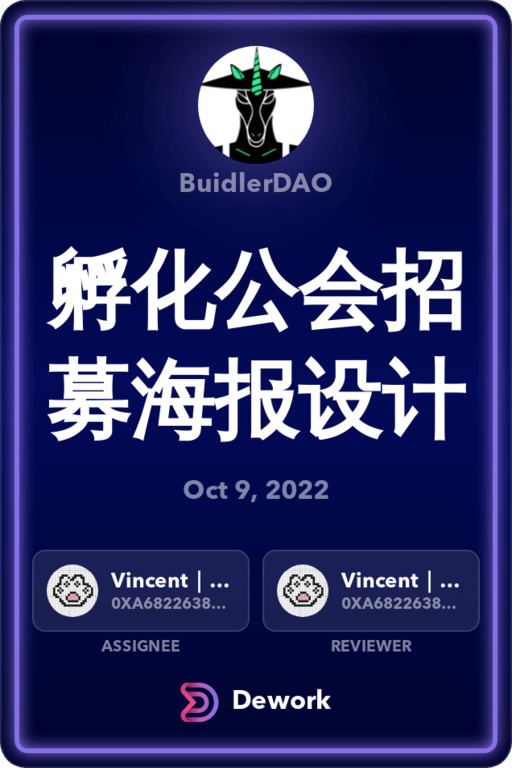 BuidlerDAO
孵化公会招
募海报设计
Oct 9, 2022
Vincent | ...
0XA6822638...
ASSIGNEE
Vincent | ...
0XA6822638...
REVIEWER
Dework